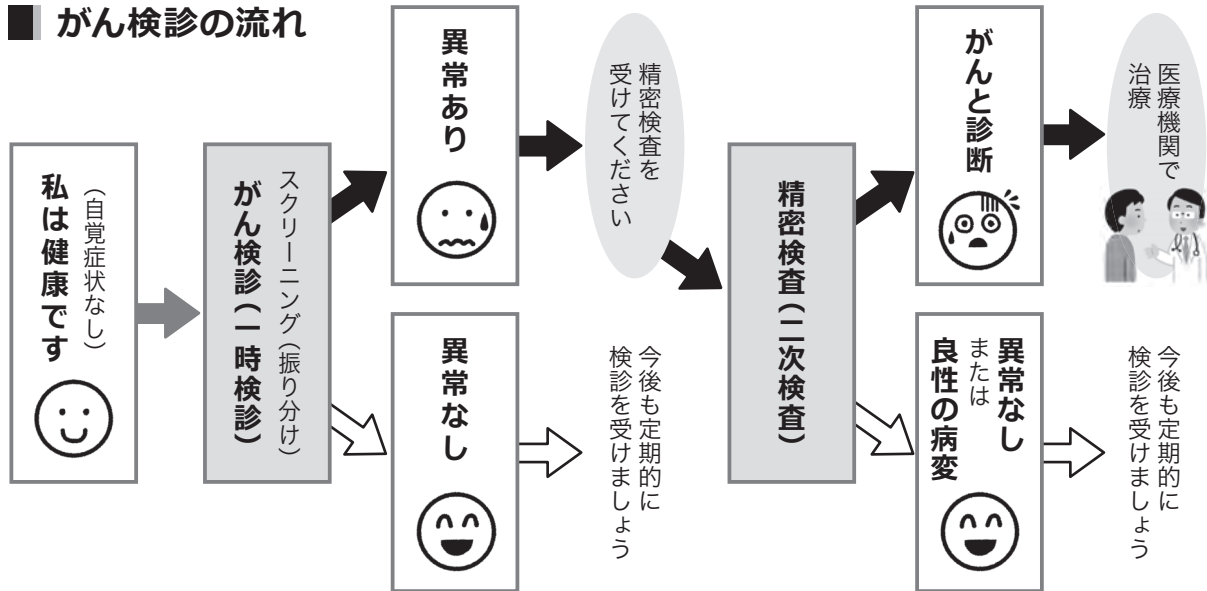 がん検診の流れ
私は健康です
（自覚症状なし）
がん検診（一時検診）
スクリーニング（振り分け）
異常あり
精密検査を
受けてください
異常なし
今後も定期的に
検診を受けましょう
精密検査（二次検査）
がんと診断
医療機関で
治療
異常なし
または
良性の病変
今後も定期的に
検診を受けましょう